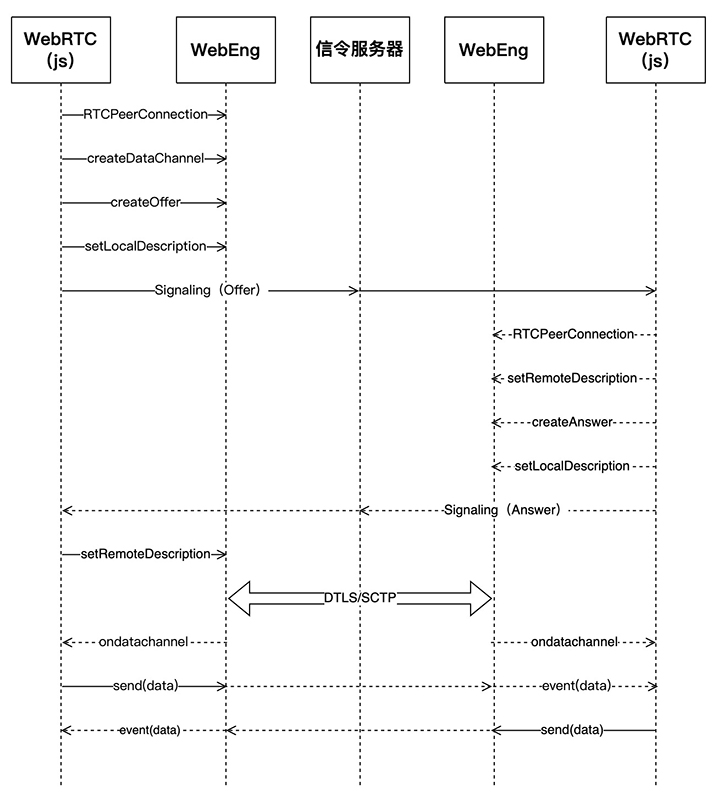 WebRTC
（js）
WebEng
信令服务器
WebEng
WebRTC
（js）
RTCPeerConnection
createDataChannel
createOffer
setLocalDescription
Signaling（Offer）
RTCPeerConnection
setRemoteDescription
createAnswer
setLocalDescription
Signaling（Answer）
setRemoteDescription
DTLS/SCTP
ondatachannel
ondatachannel
send(data)
event(data)
event(data)
send(data)